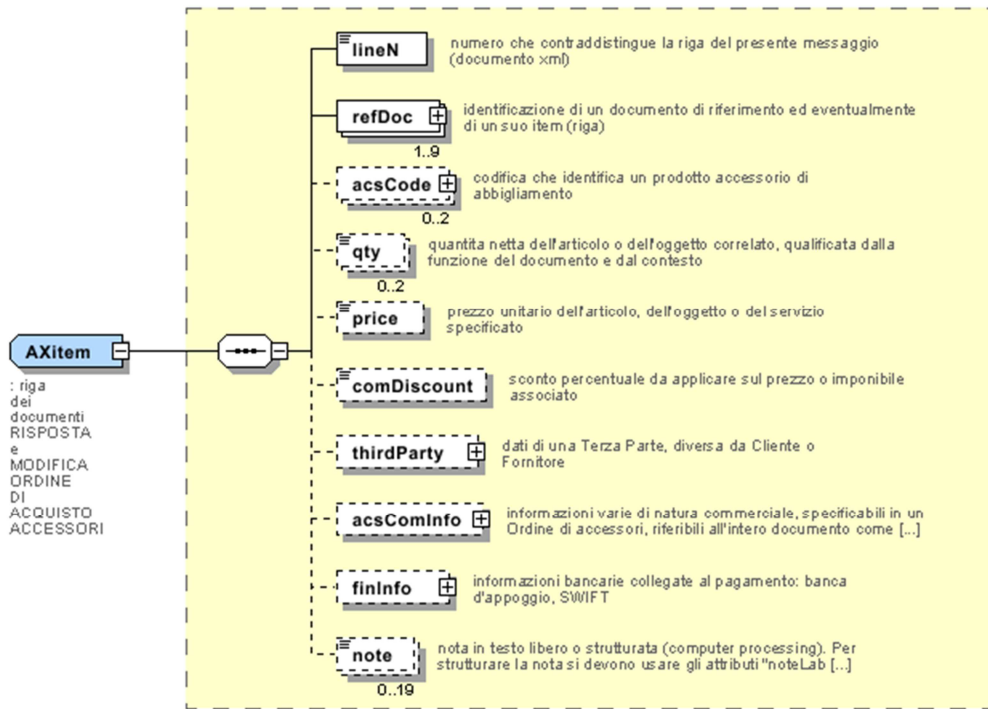 lineN
numero che contraddistingue la riga del presente messaggio
(documento xml)
refDoc
identificazione di un documento di riferimento ed eventualmente
di un suo item (riga)
1..9
acsCode
codifica che identifica un prodotto accessorio di
abbigliamento
0..2
qty
quantita netta dell'articolo o dell'oggetto correlato, qualificata dalla
funzione del documento e dal contesto
0..2
price
prezzo unitario dell'articolo, dell'oggetto o del servizio
specificato
AXitem
: riga
dei
documenti
RISPOSTA
e
MODIFICA
ORDINE
DI
ACQUISTO
ACCESSORI
comDiscount
sconto percentuale da applicare sul prezzo o imponibile
associato
thirdParty
dati di una Terza Parte, diversa da Cliente o
Fornitore
acsComInfo
informazioni varie di natura commerciale, specificabili in un
Ordine di accessori, riferibili all'intero documento come [...]
finInfo
informazioni bancarie collegate al pagamento: banca
d'appoggio, SWIFT
note
nota in testo libero o strutturata (computer processing). Per
strutturare la nota si devono usare gli attributi "noteLab [...]
0..19